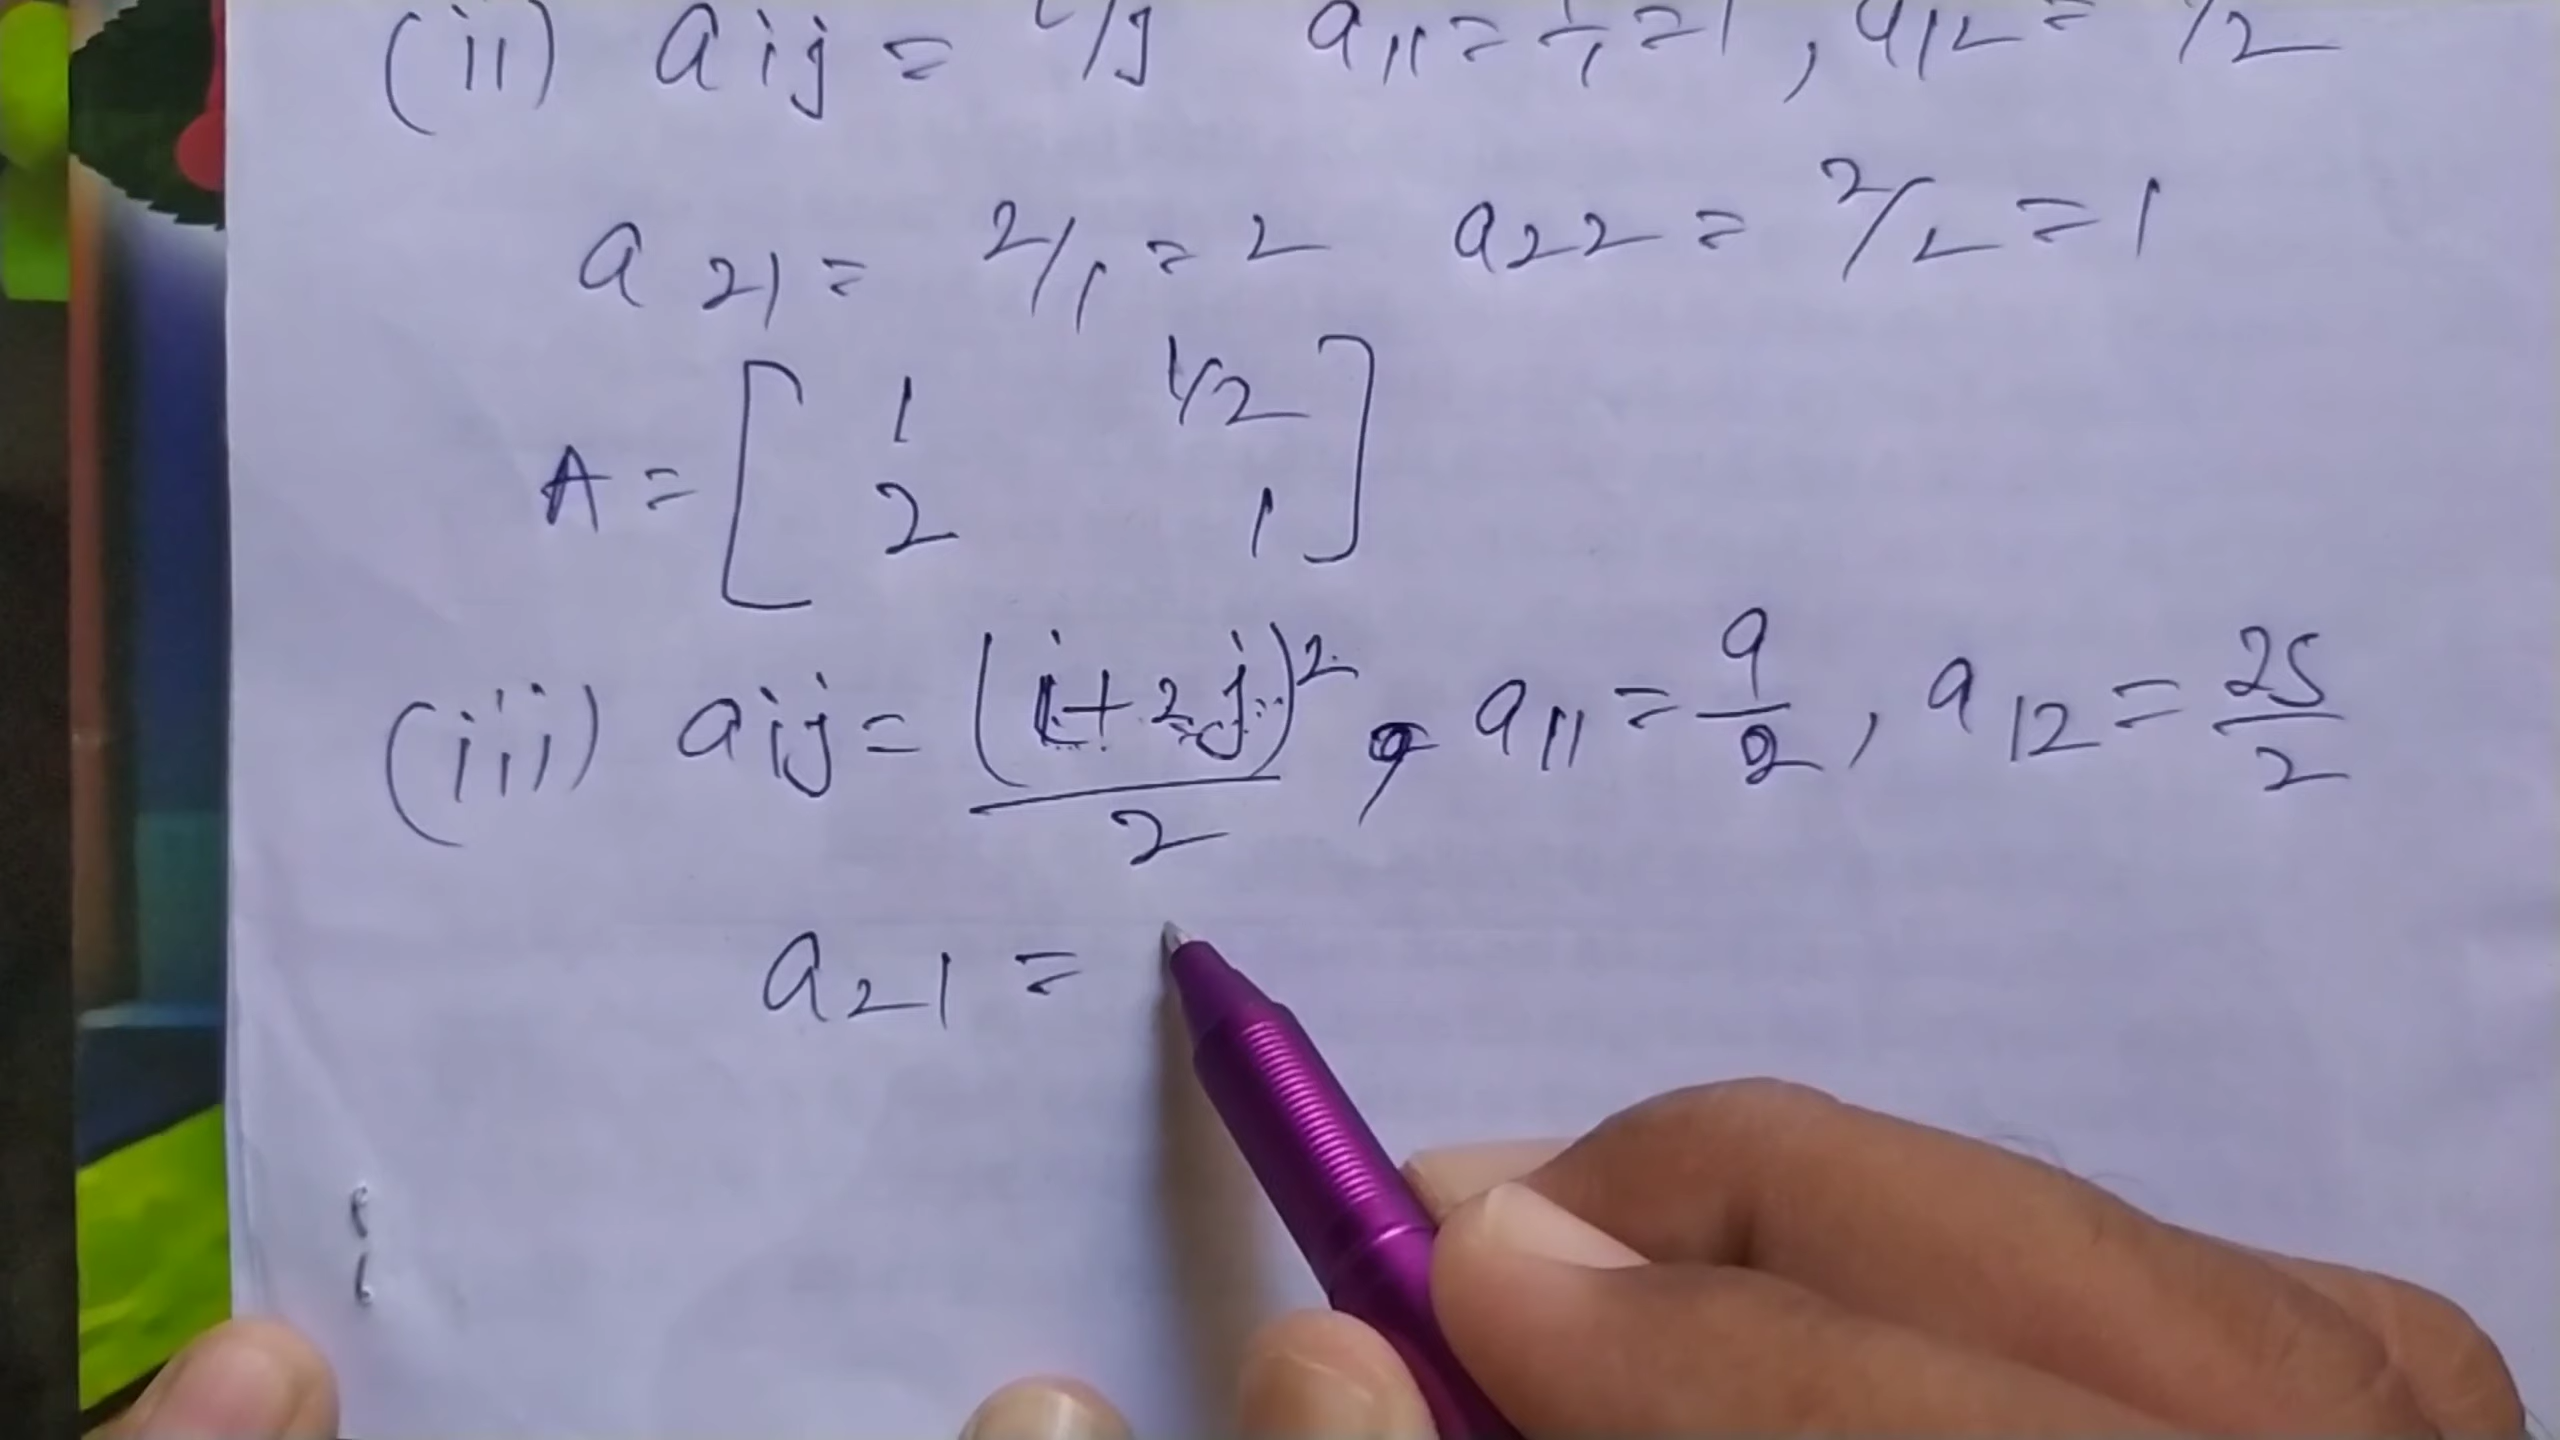 (ii) aij = i/j a11 = 1/1 = 1, a12 = 1/2
a21 = 2/1 = 2 a22 = 2/2 = 1
A = [ 1 1/2
2 1 ]
(iii) aij = (i+2j)²/2, a11 = 9/2, a12 = 25/2
a21 =